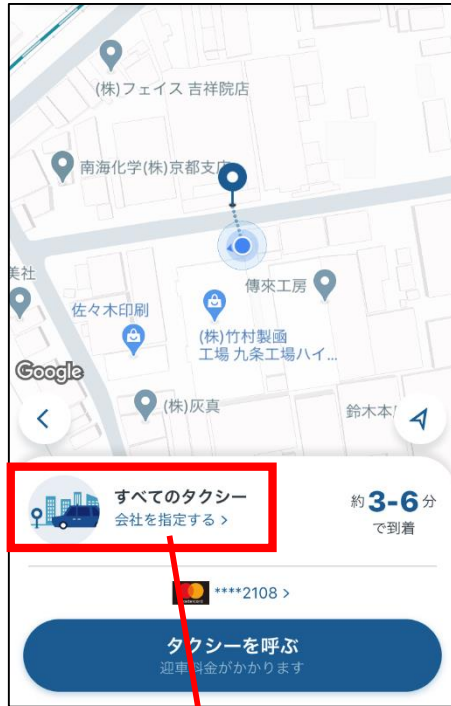 (株)フェイス 吉祥院店
南海化学(株)京都支店
美社
傳來工房
佐々木印刷
(株)竹村製函
工場 九条工場ハイ...
Google
(株)灰真
鈴木本
すべてのタクシー
会社を指定する >
約3-6分
で到着
****2108 >
タクシーを呼ぶ
迎車料金がかかります